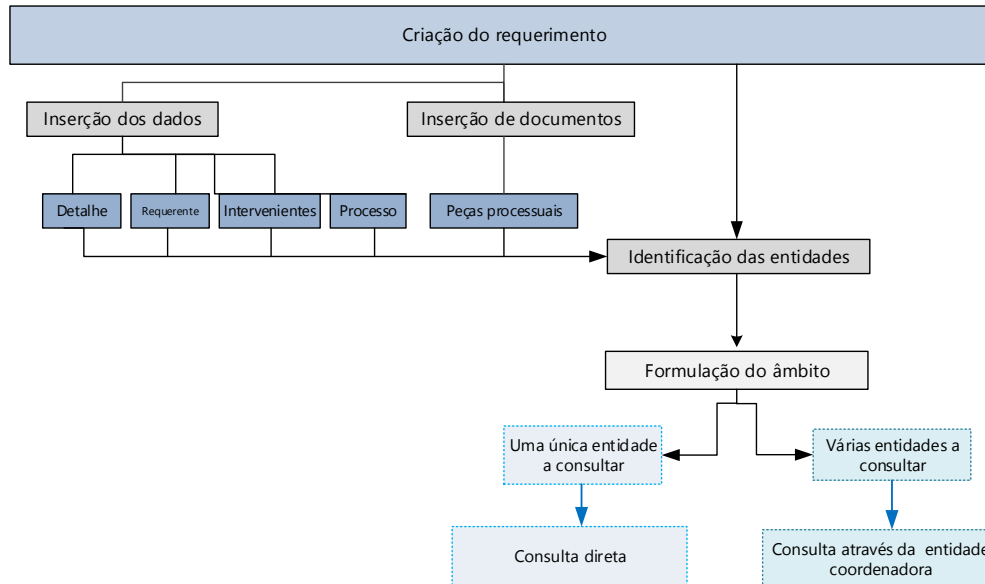 Criação do requerimento
Inserção dos dados
Inserção de documentos
Detalhe
Requerente
Intervenientes
Processo
Peças processuais
Identificação das entidades
Formulação do âmbito
Uma única entidade
a consultar
Várias entidades a
consultar
Consulta direta
Consulta através da entidade
coordenadora